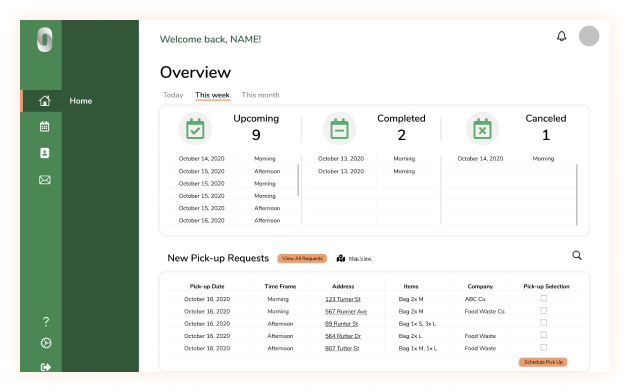 Welcome back, NAME!
Overview
Today This week This month
Home
Upcoming
9
Completed
2
Canceled
1
October 14, 2020 Morning
October 15, 2020 Afternoon
October 15, 2020 Morning
October 15, 2020 Morning
October 16, 2020 Afternoon
October 13, 2020 Morning
October 13, 2020 Morning
October 14, 2020 Morning
New Pick-up Requests View All Requests Map View
Pick-up Date Time Frame Address Items Company Pick-up Selection
October 16, 2020 Morning 123 Turner St Bag 2x M ABC Co.
October 16, 2020 Morning 567 Runner Ave Bag 2x M Food Waste Co.
October 16, 2020 Afternoon 89 Runter St Bag 1x S, 3x L
October 16, 2020 Afternoon 564 Rutter Dr Bag 2x L Food Waste
October 16, 2020 Afternoon 807 Tutter St Bag 1x M, 1x L Food Waste
Schedule Pick Up
?